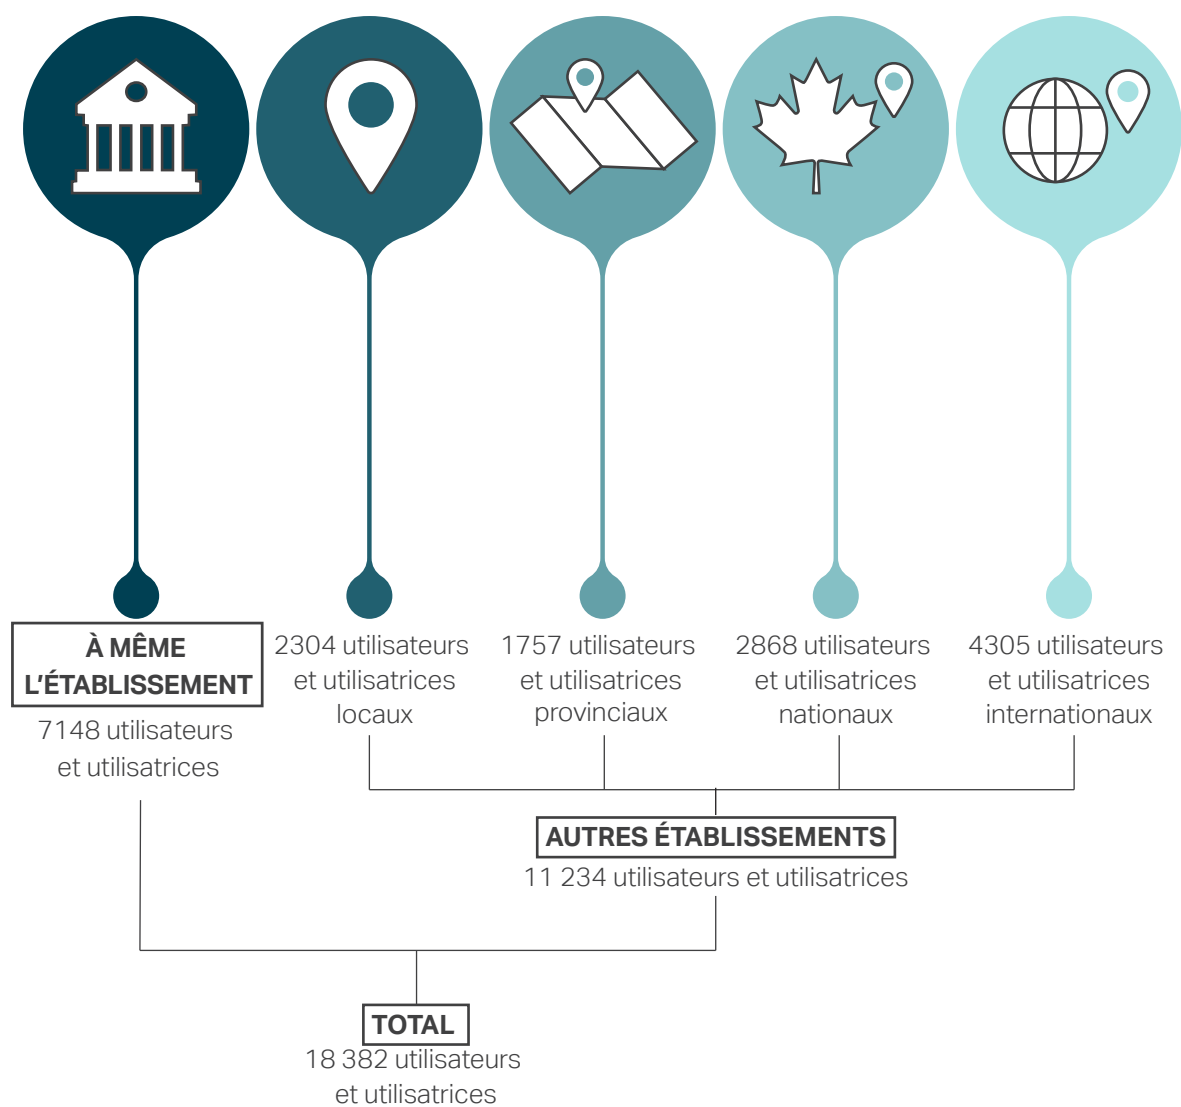 À MÊME
L'ÉTABLISSEMENT
7148 utilisateurs
et utilisatrices
2304 utilisateurs
et utilisatrices
locaux
1757 utilisateurs
et utilisatrices
provinciaux
2868 utilisateurs
et utilisatrices
nationaux
4305 utilisateurs
et utilisatrices
internationaux
AUTRES ÉTABLISSEMENTS
11 234 utilisateurs et utilisatrices
TOTAL
18 382 utilisateurs
et utilisatrices